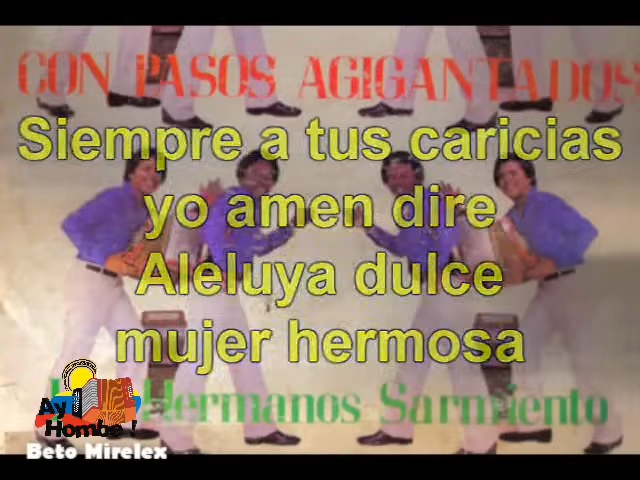 CON PASOS AGIGANTADOS
Siempre a tus caricias
yo amen dire
Aleluya dulce
mujer hermosa
Hermanos Sarmiento
Ay
Hombe!
Beto Mirelex